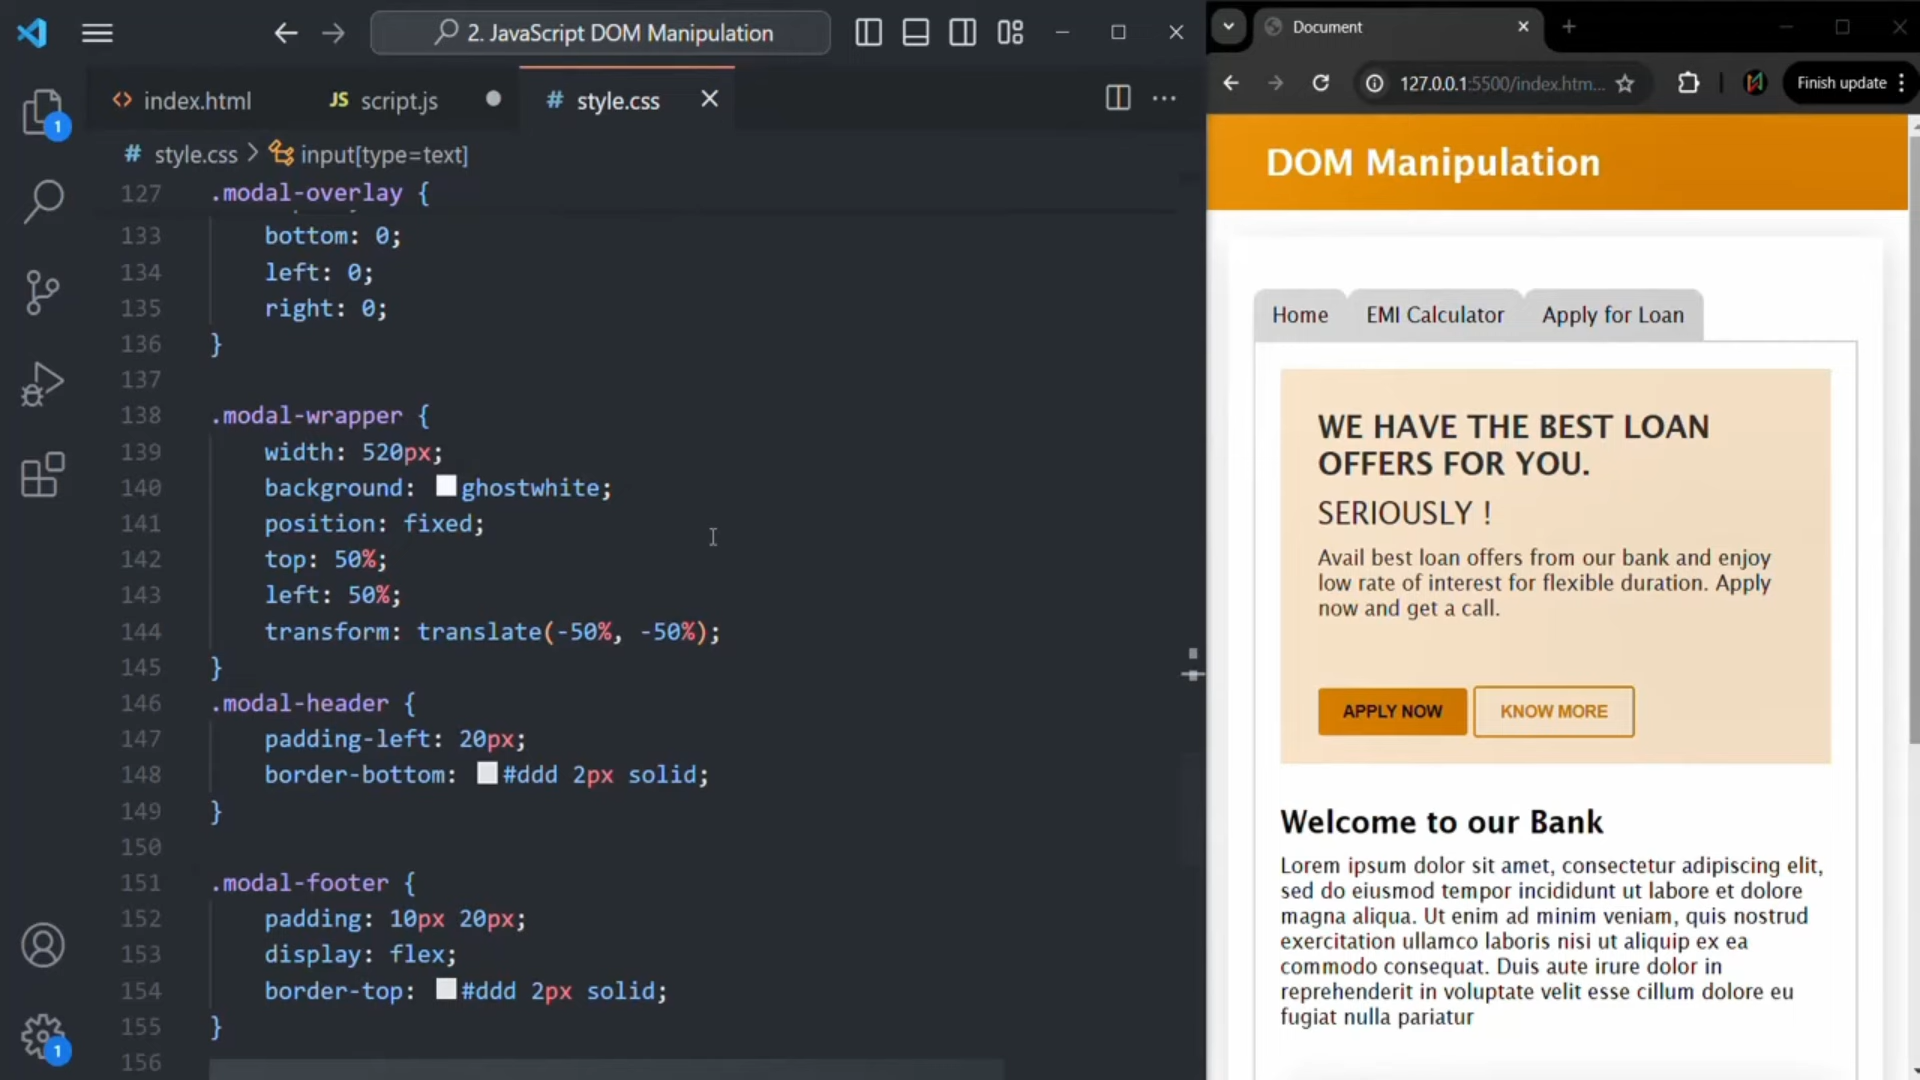 2. JavaScript DOM Manipulation
index.html
JS script.js
# style.css
# style.css > input[type=text]
127 .modal-overlay {
133 bottom: 0;
134 left: 0;
135 right: 0;
136 }
137
138 .modal-wrapper {
139 width: 520px;
140 background: ghostwhite;
141 position: fixed;
142 top: 50%;
143 left: 50%;
144 transform: translate(-50%, -50%);
145 }
146 .modal-header {
147 padding-left: 20px;
148 border-bottom: #ddd 2px solid;
149 }
150
151 .modal-footer {
152 padding: 10px 20px;
153 display: flex;
154 border-top: #ddd 2px solid;
155 }
156
1
1
Document
127.0.0.1:5500/index.htm...
Finish update
DOM Manipulation
Home EMI Calculator Apply for Loan
WE HAVE THE BEST LOAN
OFFERS FOR YOU.
SERIOUSLY !
Avail best loan offers from our bank and enjoy
low rate of interest for flexible duration. Apply
now and get a call.
APPLY NOW KNOW MORE
Welcome to our Bank
Lorem ipsum dolor sit amet, consectetur adipiscing elit,
sed do eiusmod tempor incididunt ut labore et dolore
magna aliqua. Ut enim ad minim veniam, quis nostrud
exercitation ullamco laboris nisi ut aliquip ex ea
commodo consequat. Duis aute irure dolor in
reprehenderit in voluptate velit esse cillum dolore eu
fugiat nulla pariatur